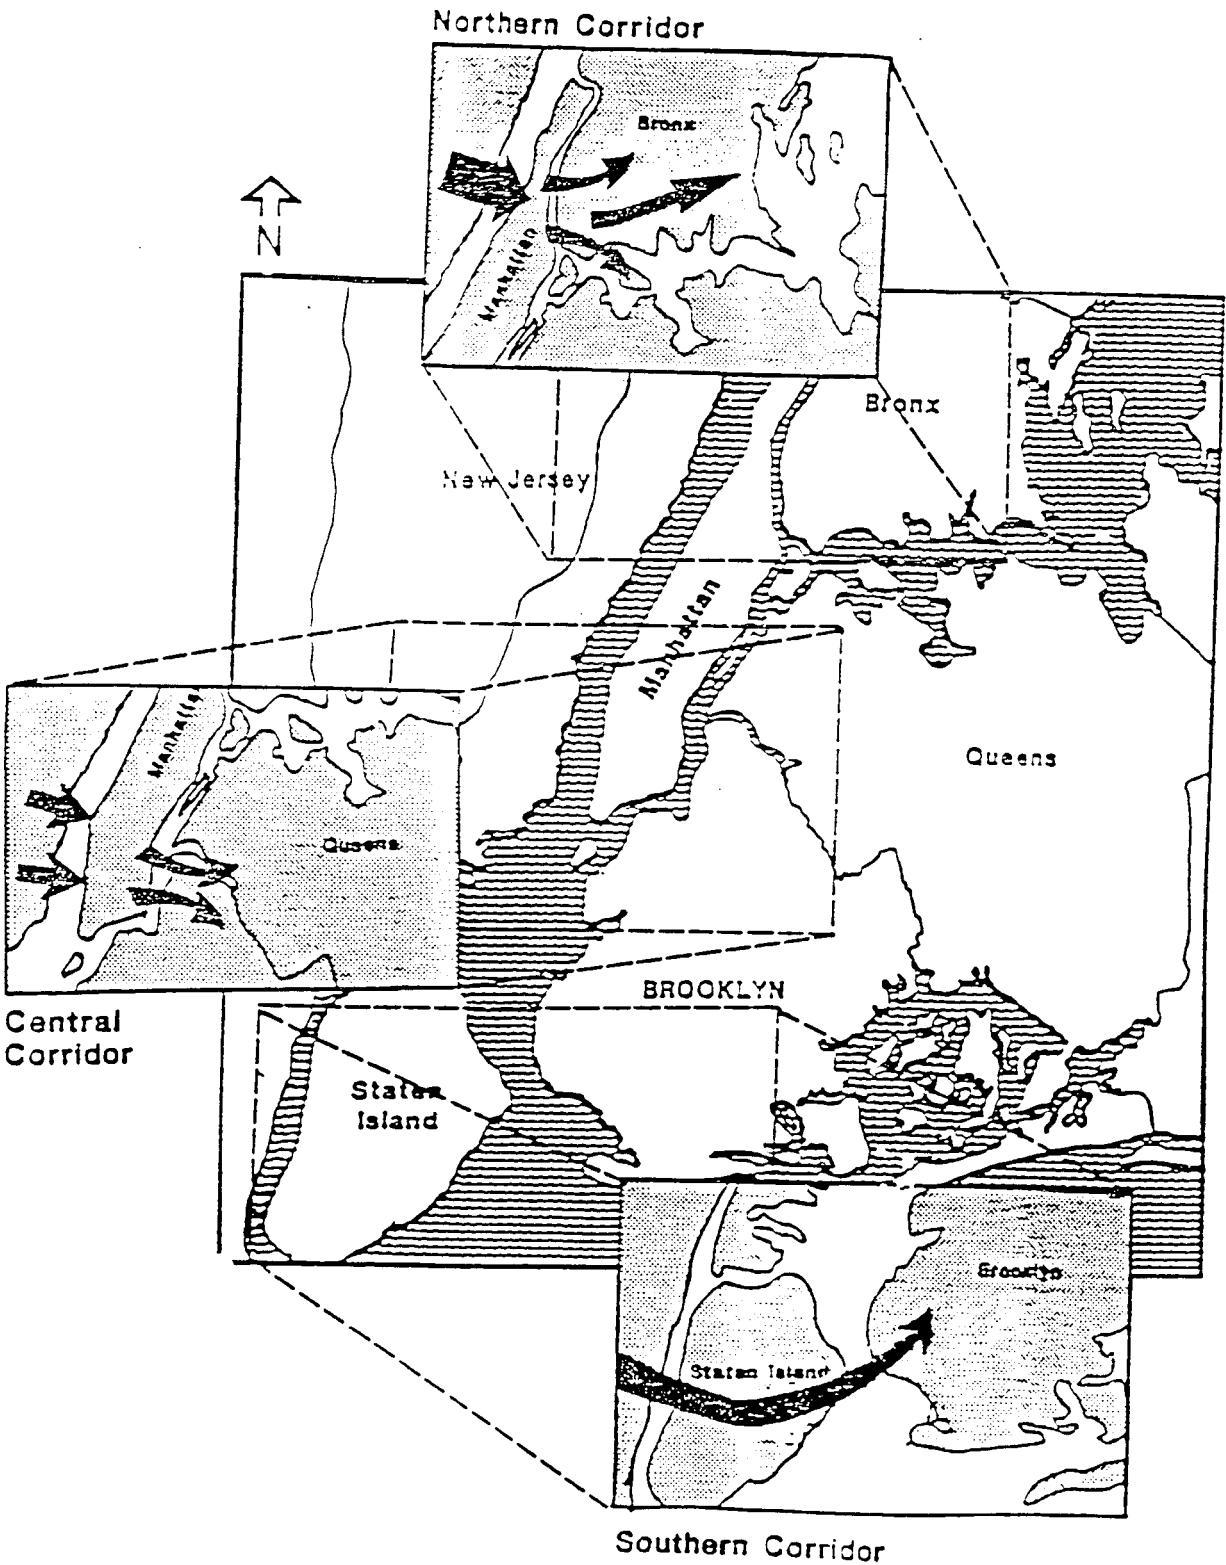 Northern Corridor
Bronx
Manhattan
N
Bronx
New Jersey
Manhattan
Manhatta
Queens
Queens
Central
Corridor
BROOKLYN
Staten
Island
Brooklyn
Staten Island
Southern Corridor